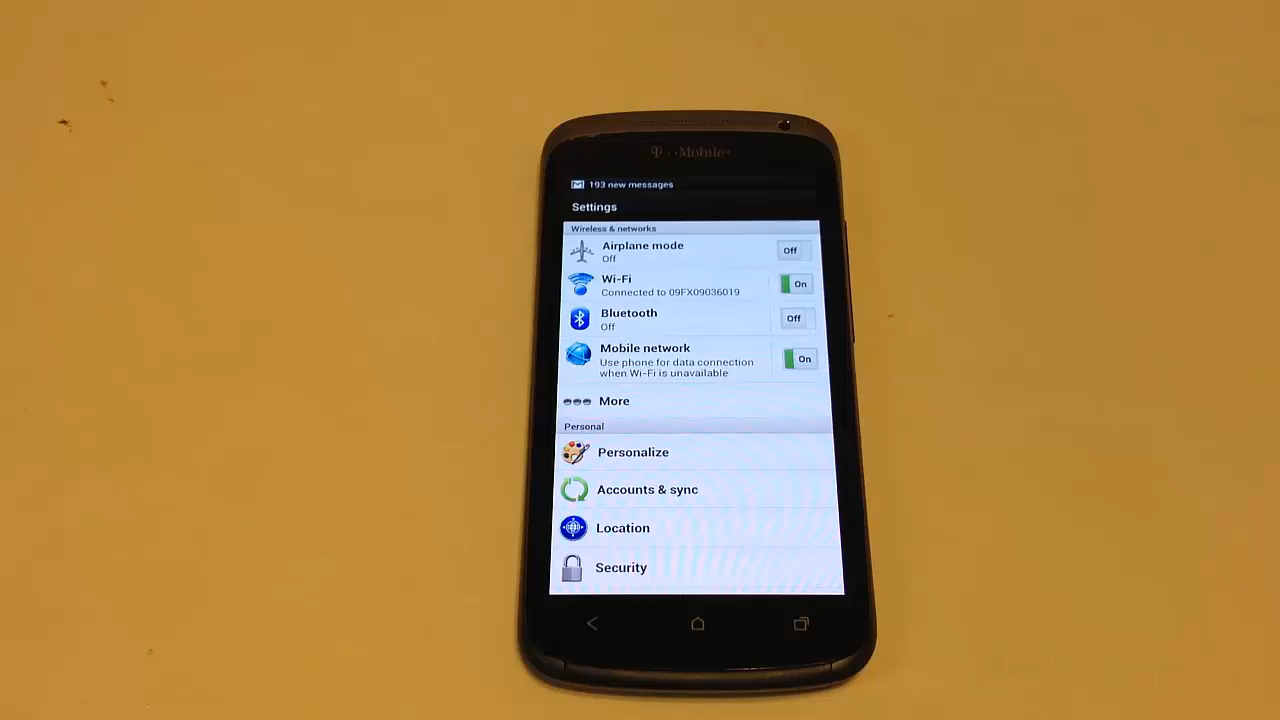 T··Mobile·
193 new messages
Settings
Wireless & networks
Airplane mode
Off
Off
Wi-Fi
Connected to 09FX09036019
On
Bluetooth
Off
Off
Mobile network
Use phone for data connection
when Wi-Fi is unavailable
On
More
Personal
Personalize
Accounts & sync
Location
Security